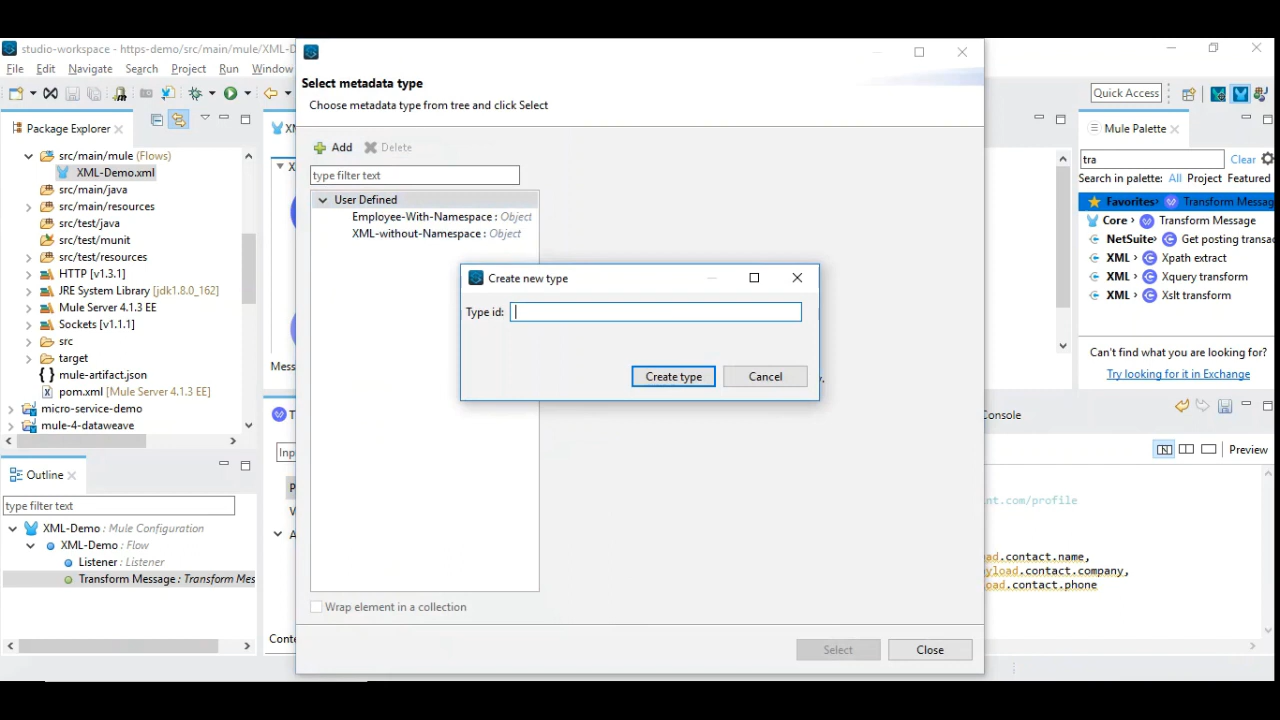 studio-workspace - https-demo/src/main/mule/XML-D
File Edit Navigate Search Project Run Window
Quick Access
Package Explorer
src/main/mule (Flows)
XML-Demo.xml
src/main/java
src/main/resources
src/test/java
src/test/munit
src/test/resources
HTTP [v1.3.1]
JRE System Library [jdk1.8.0_162]
Mule Server 4.1.3 EE
Sockets [v1.1.1]
src
target
mule-artifact.json
pom.xml [Mule Server 4.1.3 EE]
micro-service-demo
mule-4-dataweave
Outline
type filter text
XML-Demo : Mule Configuration
XML-Demo : Flow
Listener : Listener
Transform Message : Transform Mes
Mess
Inp
Conte
Select metadata type
Choose metadata type from tree and click Select
Add Delete
type filter text
User Defined
Employee-With-Namespace : Object
XML-without-Namespace : Object
Create new type
Type id:
Create type Cancel
Wrap element in a collection
Select Close
Mule Palette
tra
Clear
Search in palette: All Project Featured
Favorites> Transform Messag
Core > Transform Message
NetSuite> Get posting transac
XML > Xpath extract
XML > Xquery transform
XML > Xslt transform
Can't find what you are looking for?
Try looking for it in Exchange
Console
Preview
nt.com/profile
ad.contact.name,
yload.contact.company,
oad.contact.phone